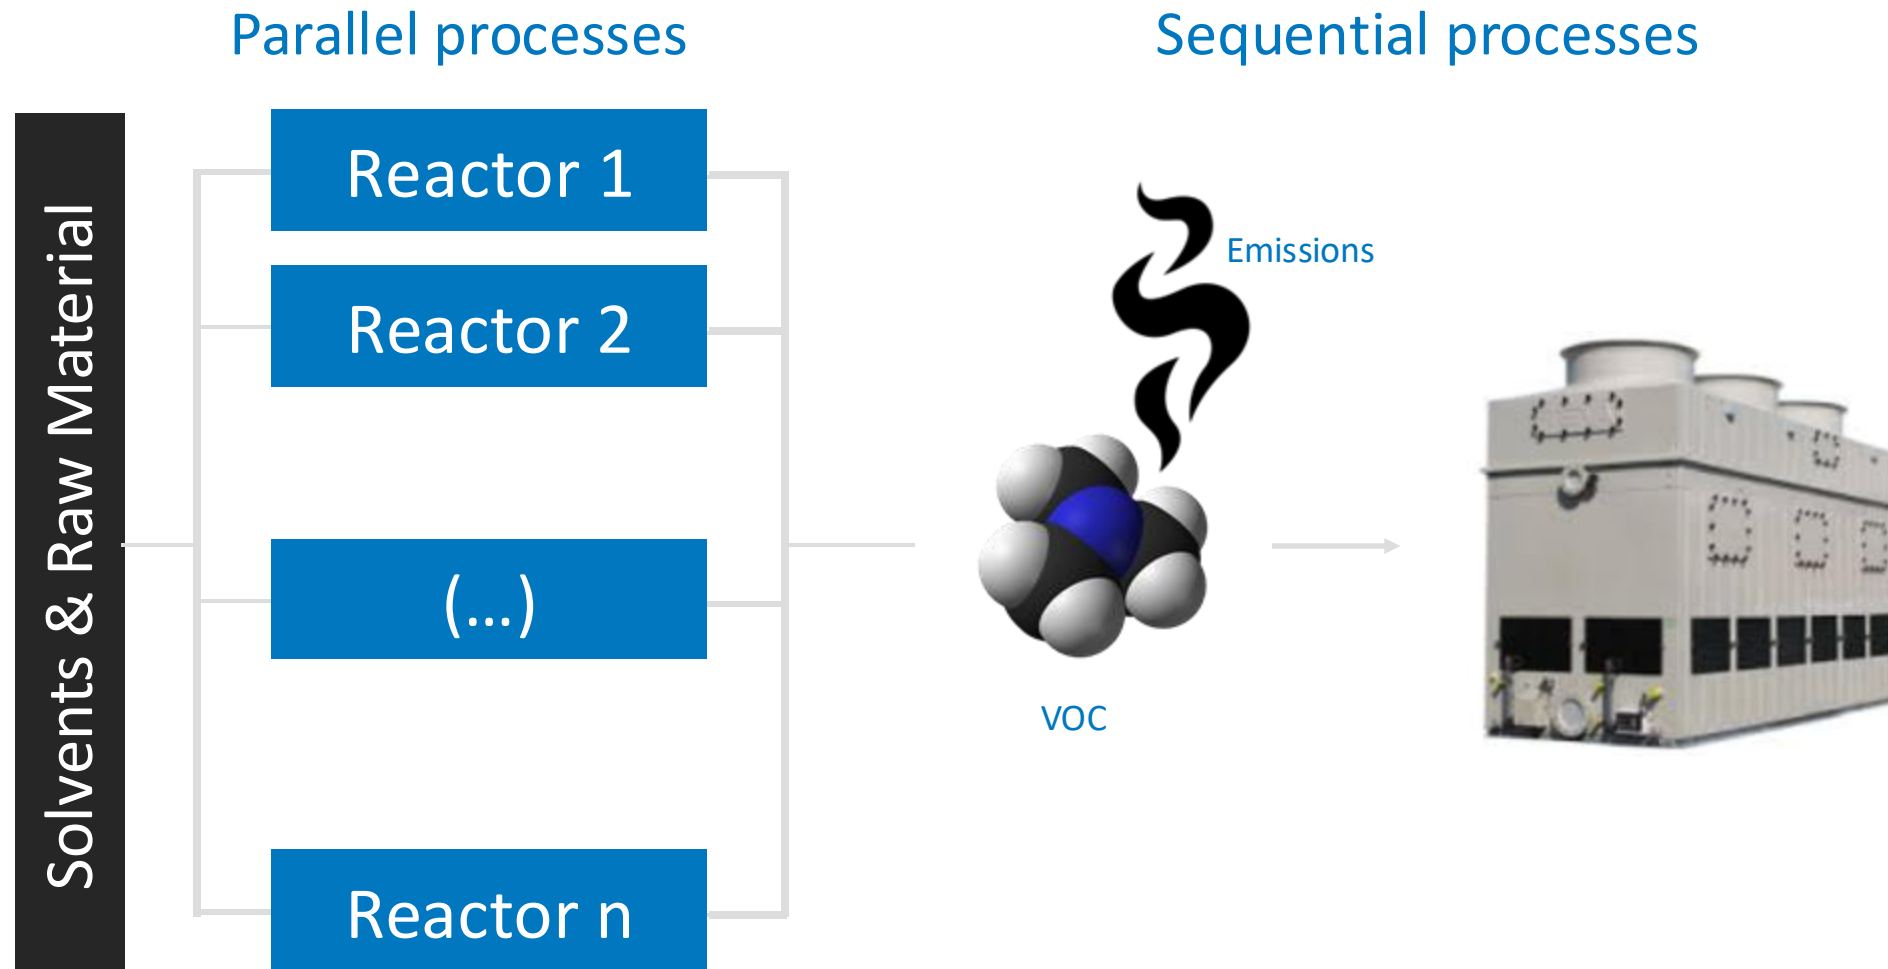 Parallel processes
Sequential processes
Solvents & Raw Material
Reactor 1
Reactor 2
(...)
Reactor n
Emissions
VOC